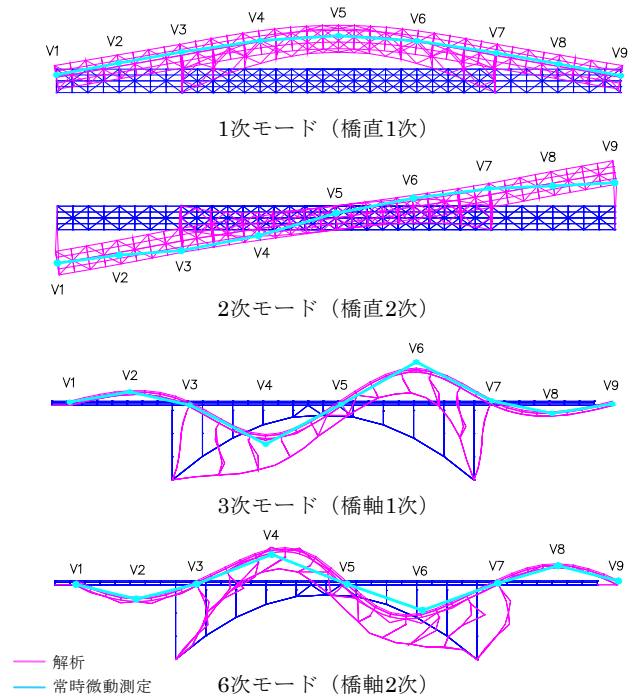 V1 V2 V3 V4 V5 V6 V7 V8 V9
1次モード（橋直1次）
V1 V2 V3 V4 V5 V6 V7 V8 V9
2次モード（橋直2次）
V1 V2 V3 V4 V5 V6 V7 V8 V9
3次モード（橋軸1次）
V1 V2 V3 V4 V5 V6 V7 V8 V9
6次モード（橋軸2次）
解析
常時微動測定